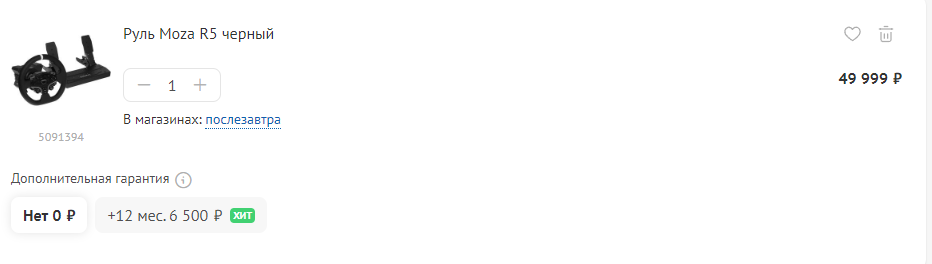 Руль Moza R5 черный
1
49 999 ₽
В магазинах: послезавтра
5091394
Дополнительная гарантия
Нет 0 ₽
+12 мес. 6 500 ₽ ХИТ